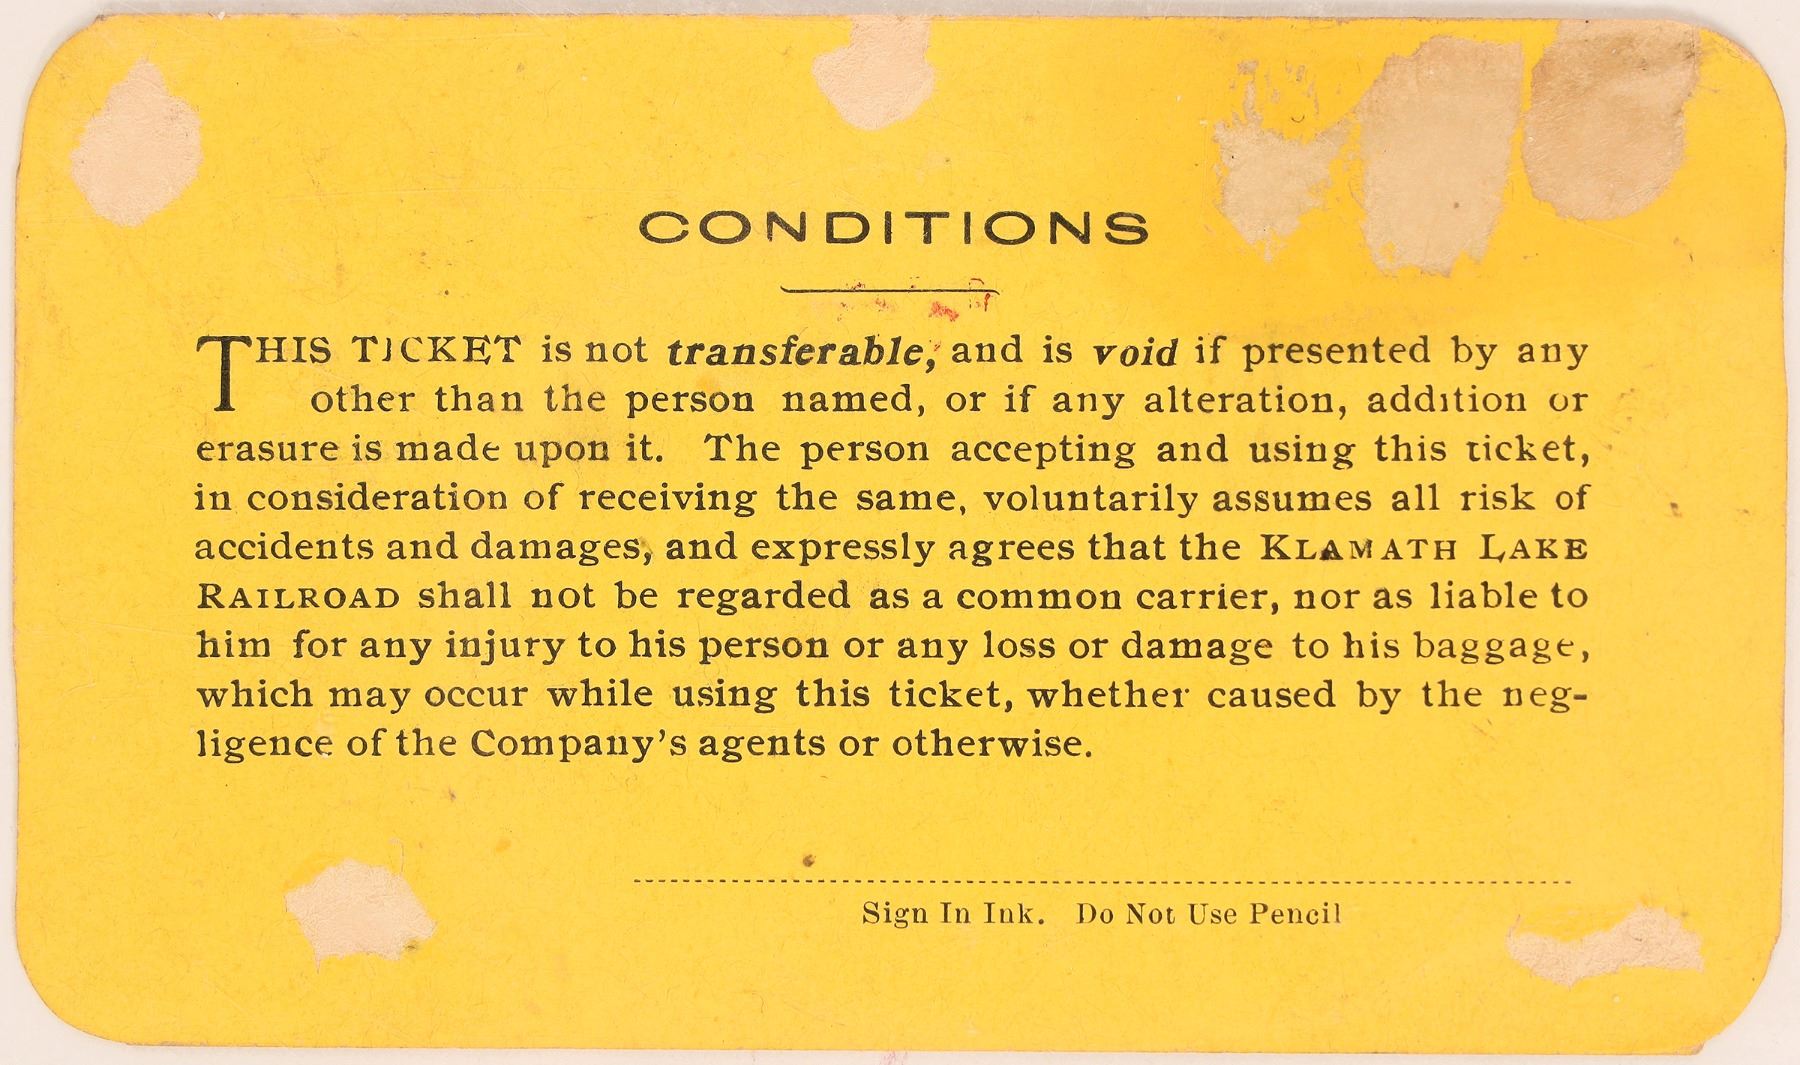 CONDITIONS
THIS TICKET is not transferable, and is void if presented by any
other than the person named, or if any alteration, addition or
erasure is made upon it. The person accepting and using this ticket,
in consideration of receiving the same, voluntarily assumes all risk of
accidents and damages, and expressly agrees that the KLAMATH LAKE
RAILROAD shall not be regarded as a common carrier, nor as liable to
him for any injury to his person or any loss or damage to his baggage,
which may occur while using this ticket, whether caused by the neg-
ligence of the Company's agents or otherwise.
Sign In Ink. Do Not Use Pencil